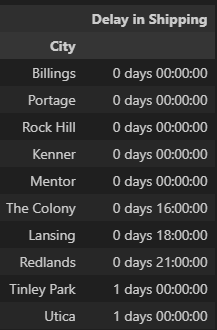 Delay in Shipping
City
Billings 0 days 00:00:00
Portage 0 days 00:00:00
Rock Hill 0 days 00:00:00
Kenner 0 days 00:00:00
Mentor 0 days 00:00:00
The Colony 0 days 16:00:00
Lansing 0 days 18:00:00
Redlands 0 days 21:00:00
Tinley Park 1 days 00:00:00
Utica 1 days 00:00:00